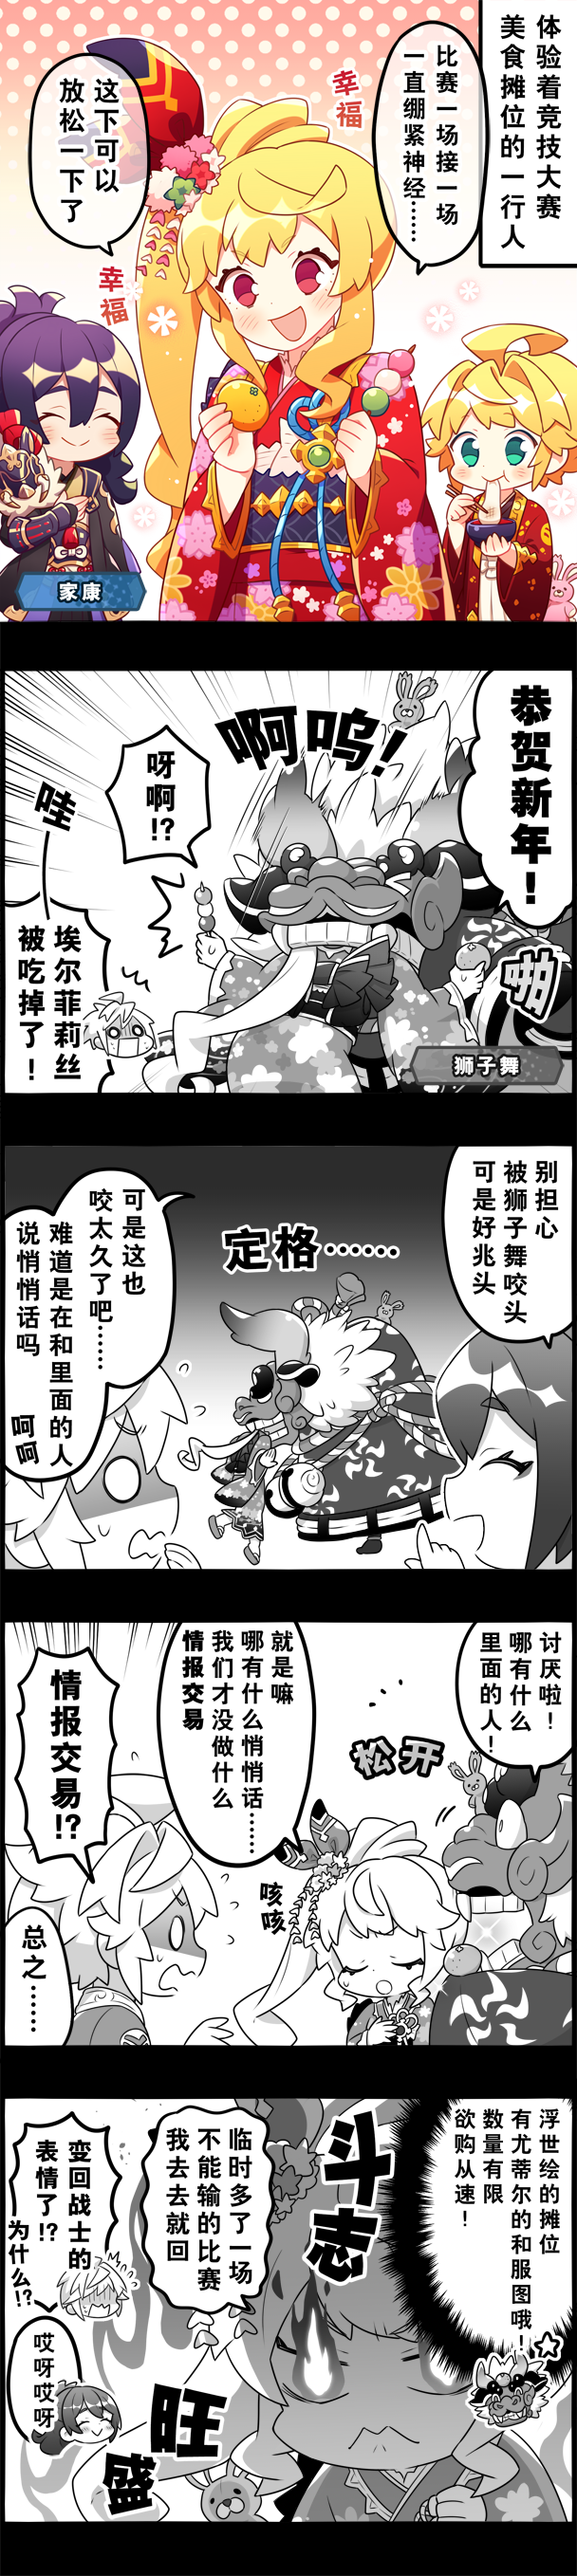 体验着竞技大赛
美食摊位的一行人
比赛一场接一场
一直绷紧神经……
幸福
这下可以
放松一下了
幸福
家康
恭贺新年！
啊呜！
呀啊!?
哇
埃尔菲莉丝
被吃掉了！
啪
狮子舞
别担心
被狮子舞咬头
可是好兆头
定格……
可是这也
咬太久了吧……
难道是在和里面的人
说悄悄话吗
呵呵
讨厌啦！
哪有什么
里面的人！
松开
就是嘛
哪有什么悄悄话……
我们才没做什么
情报交易
咳咳
情报交易!?
总之……
浮世绘的摊位
有尤蒂尔的和服图哦！
数量有限
欲购从速！
斗志
临时多了一场
不能输的比赛
我去去就回
变回战士的
表情了!?
为什么!?
哎呀哎呀
旺盛